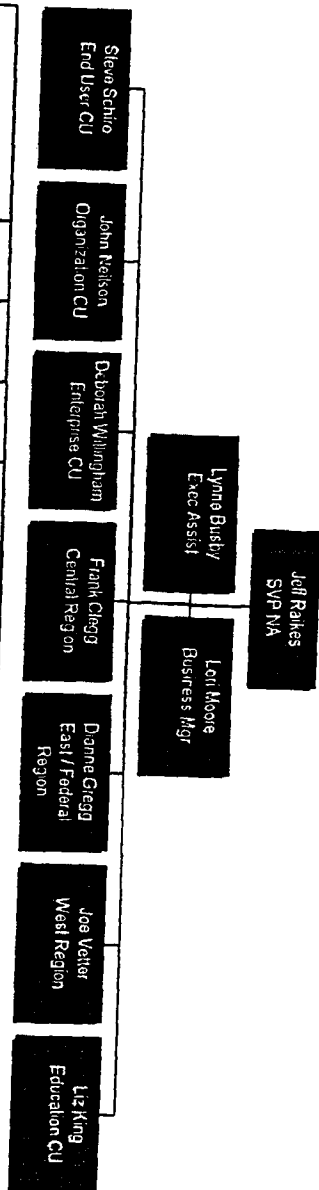 Jeff Raikes
SVP NA
Lynne Busby
Exec Assist
Lori Moore
Business Mgr
Steve Schiro
End User CU
John Neilson
Organization CU
Deborah Willingham
Enterprise CU
Frank Clegg
Central Region
Dianne Gregg
East / Federal
Region
Joe Vetter
West Region
Liz King
Education CU